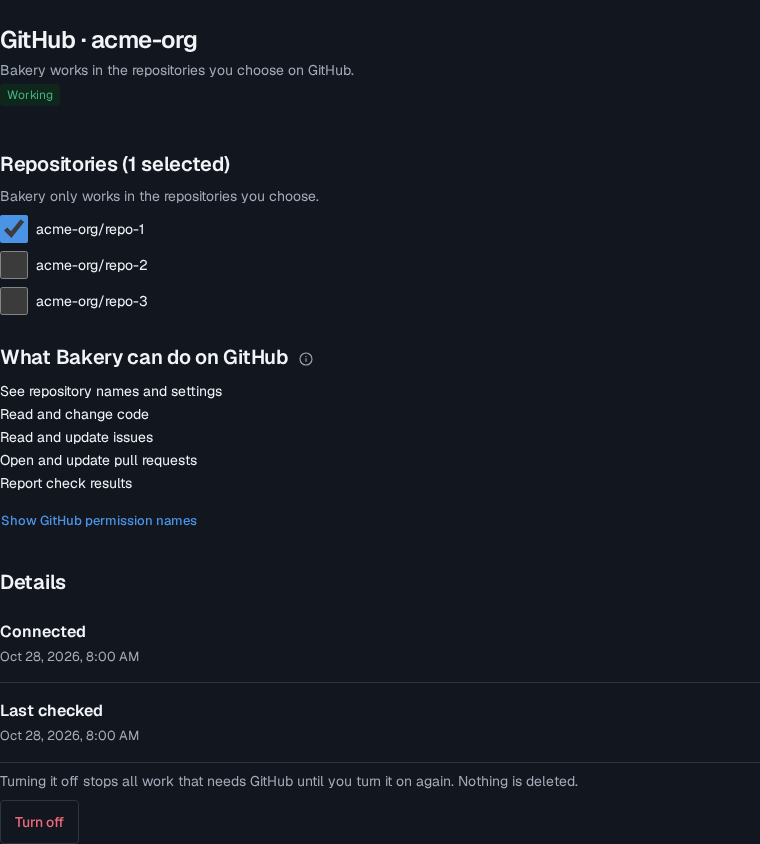 GitHub · acme-org
Bakery works in the repositories you choose on GitHub.
Working
Repositories (1 selected)
Bakery only works in the repositories you choose.
acme-org/repo-1
acme-org/repo-2
acme-org/repo-3
What Bakery can do on GitHub
See repository names and settings
Read and change code
Read and update issues
Open and update pull requests
Report check results
Show GitHub permission names
Details
Connected
Oct 28, 2026, 8:00 AM
Last checked
Oct 28, 2026, 8:00 AM
Turning it off stops all work that needs GitHub until you turn it on again. Nothing is deleted.
Turn off